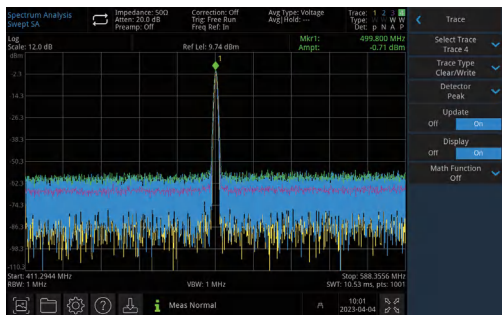 Spectrum Analysis
Swept SA
Impedance: 50Ω
Atten: 20.0 dB
Preamp: Off
Correction: Off
Trig: Free Run
Freq Ref: In
Avg Type: Voltage
Avg|Hold: ---
Trace: 1 2 3 4
Type: W W W W
Det: p N A P
Log
Scale: 12.0 dB
Ref Lel: 9.74 dBm
Mkr1: 499.800 MHz
Ampt: -0.71 dBm
dBm
1
-2.3
-14.3
-26.3
-38.3
-50.3
-62.3
-74.3
-86.3
-98.3
-110.3
Start: 411.2944 MHz
RBW: 1 MHz
VBW: 1 MHz
Stop: 588.3556 MHz
SWT: 10.53 ms, pts: 1001
Meas Normal
10:01
2023-04-04
Trace
Select Trace
Trace 4
Trace Type
Clear/Write
Detector
Peak
Update
Off On
Display
Off On
Math Function
Off